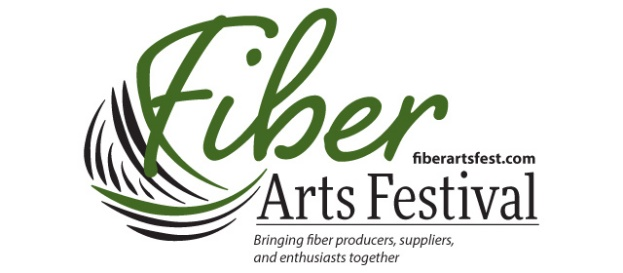 Fiber
fiberartsfest.com
Arts Festival
Bringing fiber producers, suppliers,
and enthusiasts together